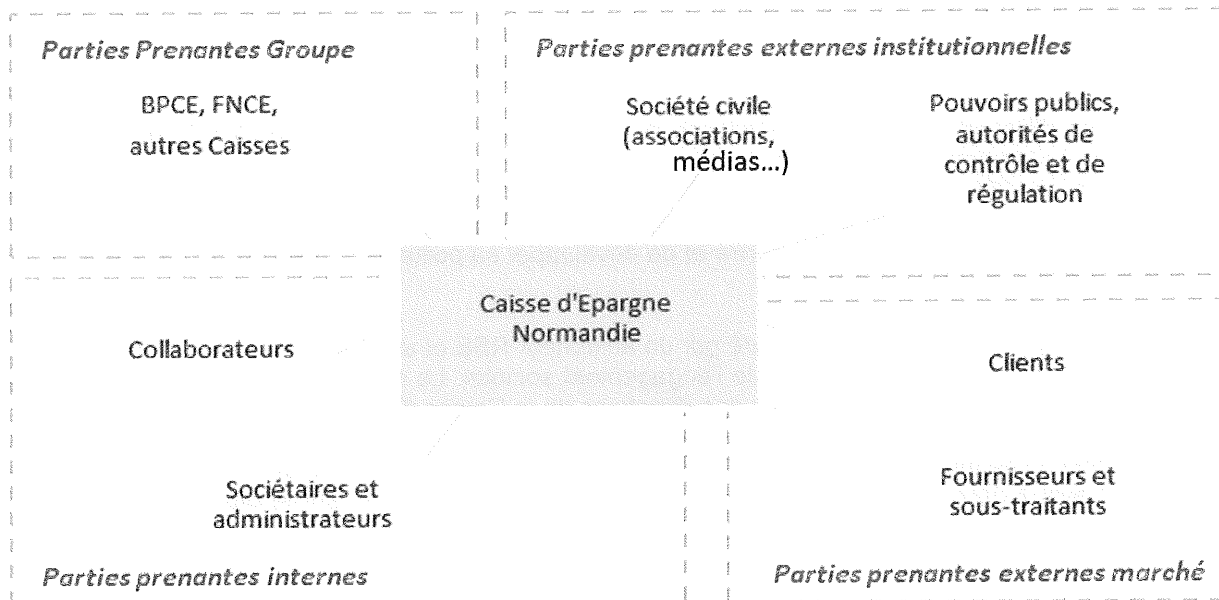 Parties Prenantes Groupe
BPCE, FNCE,
autres Caisses
Parties prenantes externes institutionnelles
Société civile
(associations,
médias...)
Pouvoirs publics,
autorités de
contrôle et de
régulation
Caisse d'Epargne
Normandie
Collaborateurs
Sociétaires et
administrateurs
Parties prenantes internes
Clients
Fournisseurs et
sous-traitants
Parties prenantes externes marché